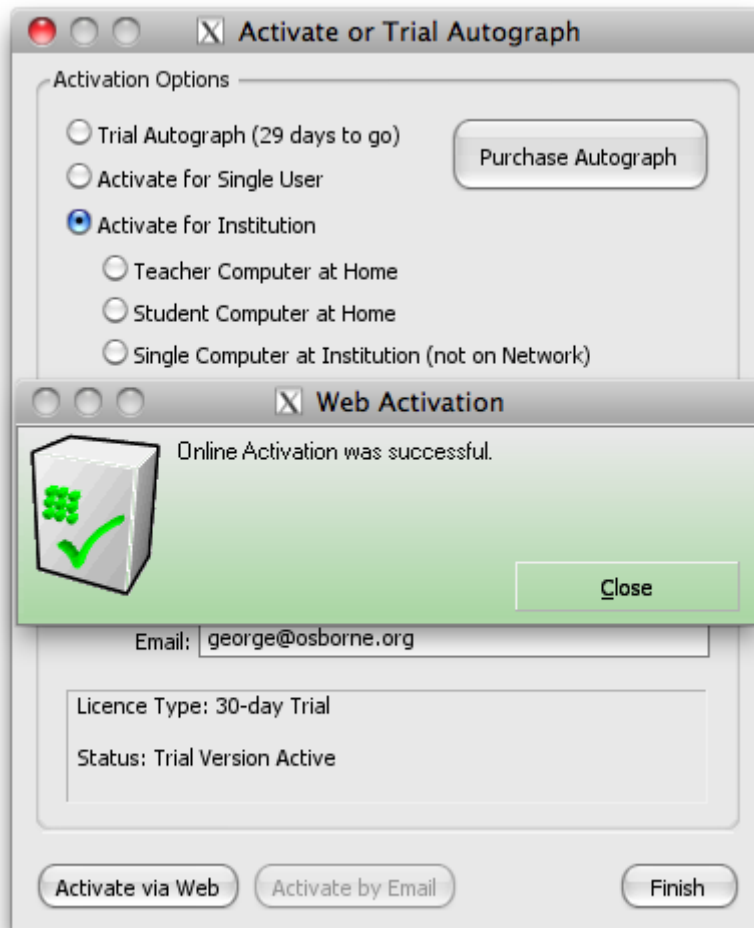 X Activate or Trial Autograph
Activation Options
Trial Autograph (29 days to go)
Purchase Autograph
Activate for Single User
Activate for Institution
Teacher Computer at Home
Student Computer at Home
Single Computer at Institution (not on Network)
X Web Activation
Online Activation was successful.
Close
Email: george@osborne.org
Licence Type: 30-day Trial
Status: Trial Version Active
Activate via Web
Activate by Email
Finish